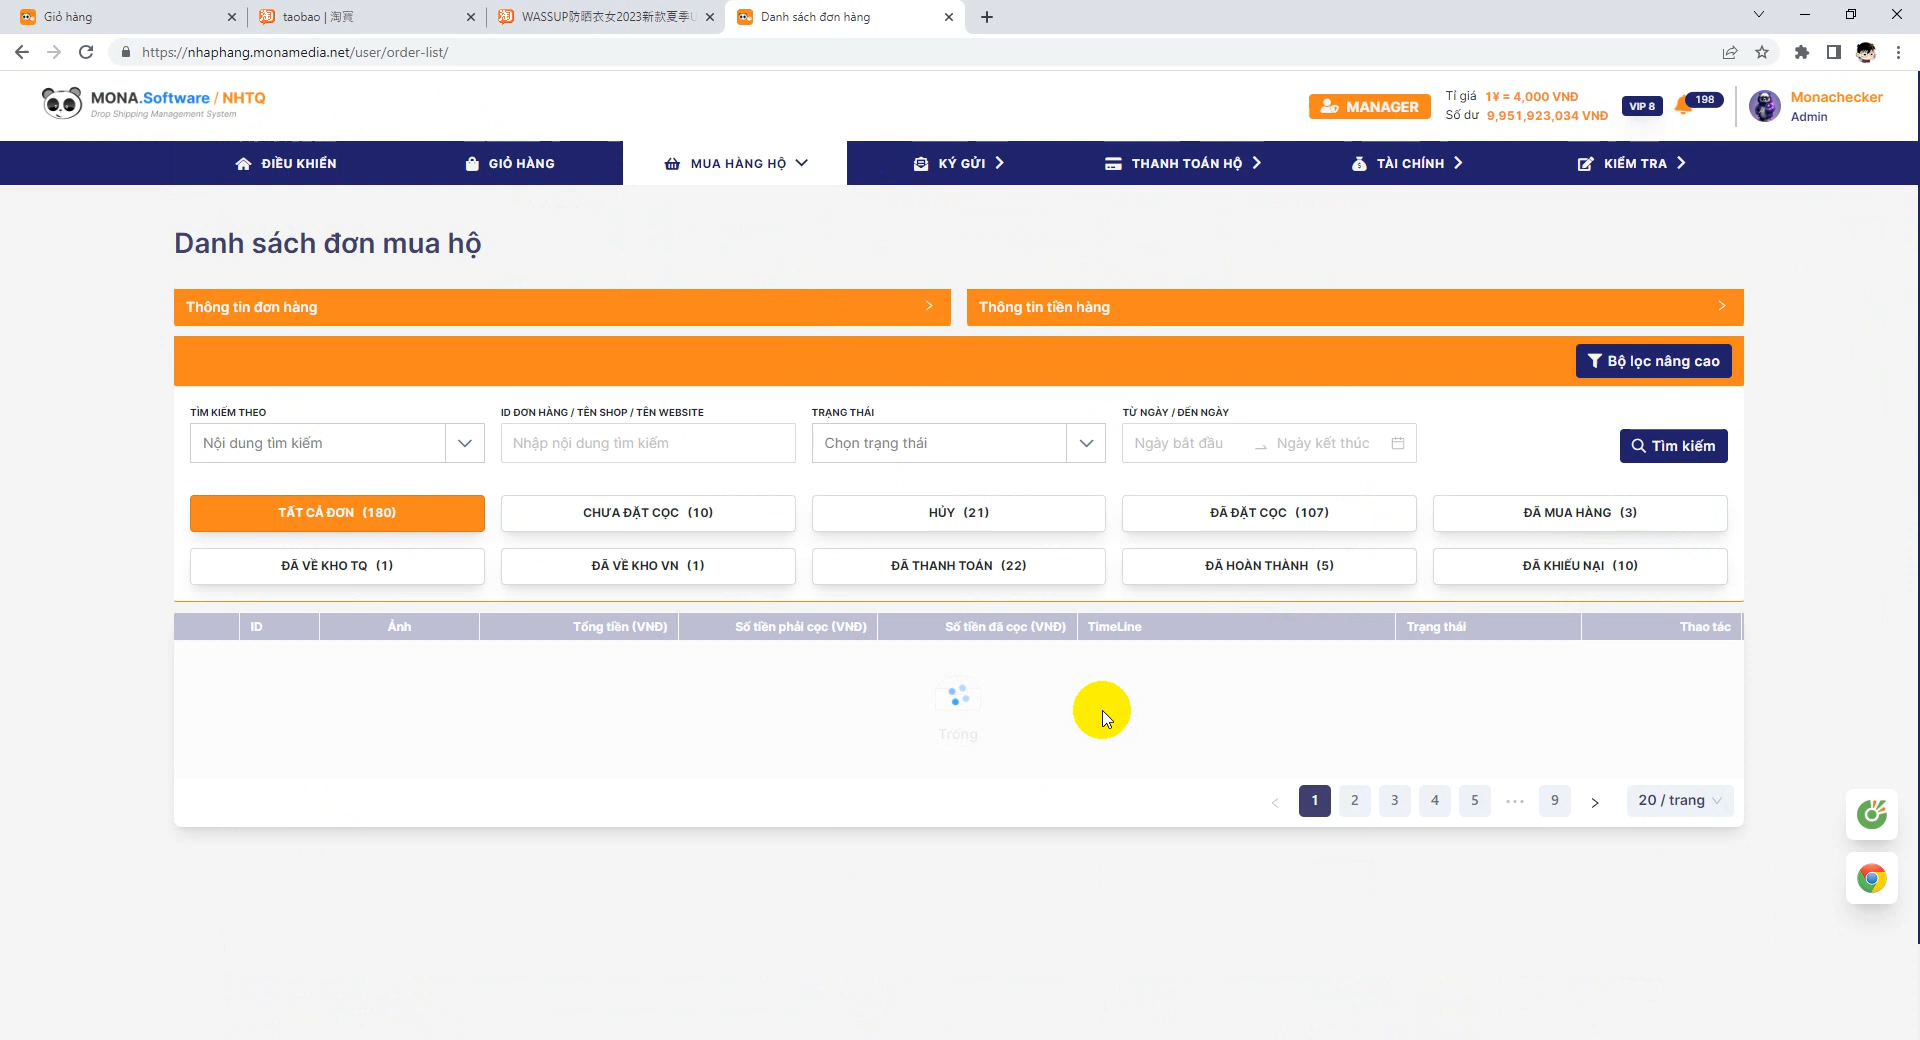 Giỏ hàng
taobao | 淘寶
WASSUP防晒衣女2023新款夏季U
Danh sách đơn hàng
https://nhaphang.monamedia.net/user/order-list/
MONA.Software / NHTQ
Drop Shipping Management System
MANAGER
Tỉ giá 1¥ = 4,000 VNĐ
Số dư 9,951,923,034 VNĐ
VIP 8
198
Monachecker
Admin
ĐIỀU KHIỂN
GIỎ HÀNG
MUA HÀNG HỘ
KÝ GỬI
THANH TOÁN HỘ
TÀI CHÍNH
KIỂM TRA
Danh sách đơn mua hộ
Thông tin đơn hàng
Thông tin tiền hàng
Bộ lọc nâng cao
TÌM KIẾM THEO
ID ĐƠN HÀNG / TÊN SHOP / TÊN WEBSITE
TRẠNG THÁI
TỪ NGÀY / ĐẾN NGÀY
Nội dung tìm kiếm
Nhập nội dung tìm kiếm
Chọn trạng thái
Ngày bắt đầu
Ngày kết thúc
Tìm kiếm
TẤT CẢ ĐƠN (180)
CHƯA ĐẶT CỌC (10)
HỦY (21)
ĐÃ ĐẶT CỌC (107)
ĐÃ MUA HÀNG (3)
ĐÃ VỀ KHO TQ (1)
ĐÃ VỀ KHO VN (1)
ĐÃ THANH TOÁN (22)
ĐÃ HOÀN THÀNH (5)
ĐÃ KHIẾU NẠI (10)
ID
Ảnh
Tổng tiền (VNĐ)
Số tiền phải cọc (VNĐ)
Số tiền đã cọc (VNĐ)
TimeLine
Trạng thái
Thao tác
Trống
1
2
3
4
5
•••
9
20 / trang